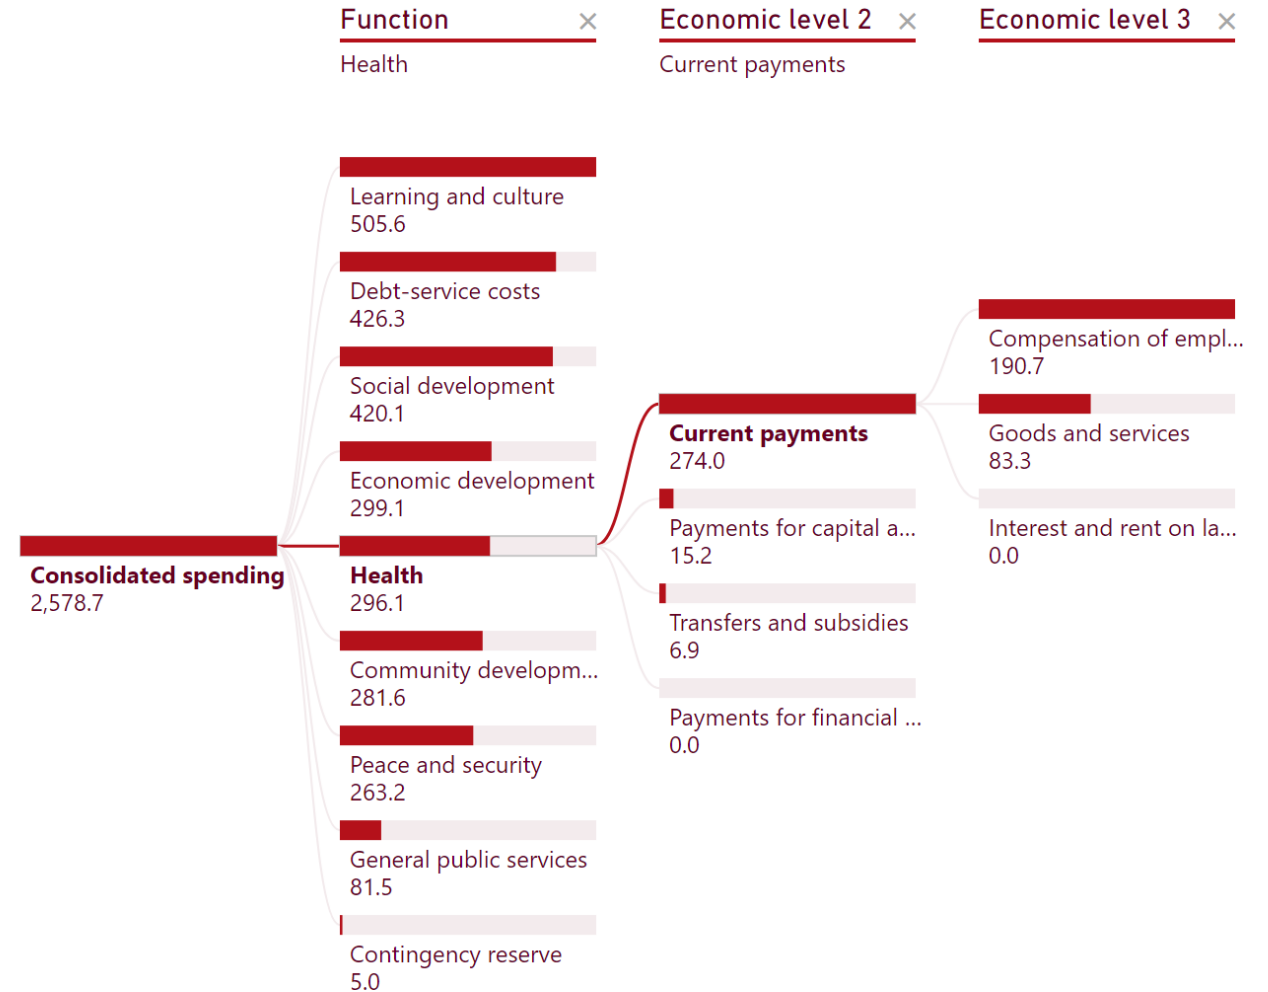 Function
Economic level 2
Economic level 3
Health
Current payments
Learning and culture
505.6
Debt-service costs
426.3
Social development
420.1
Economic development
299.1
Consolidated spending
2,578.7
Health
296.1
Community developm...
281.6
Peace and security
263.2
General public services
81.5
Contingency reserve
5.0
Current payments
274.0
Payments for capital a...
15.2
Transfers and subsidies
6.9
Payments for financial ...
0.0
Compensation of empl...
190.7
Goods and services
83.3
Interest and rent on la...
0.0